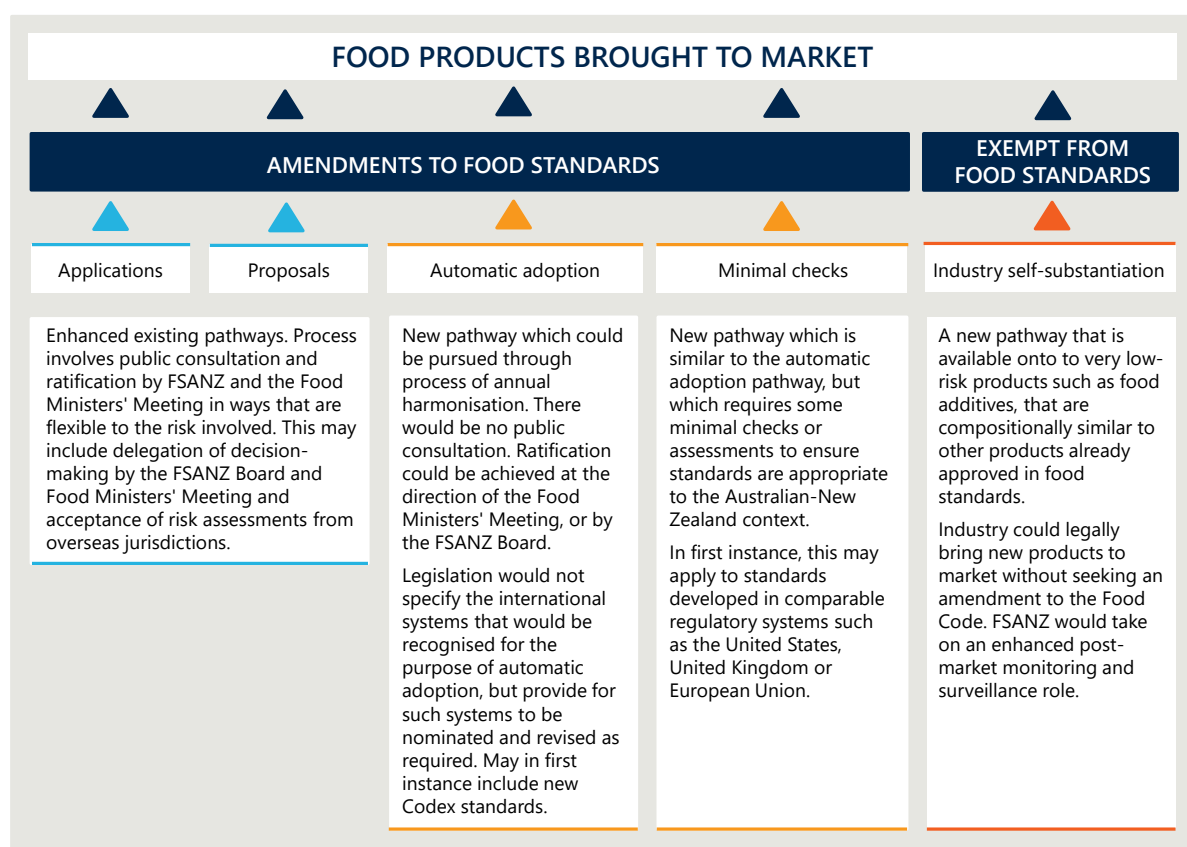 FOOD PRODUCTS BROUGHT TO MARKET
AMENDMENTS TO FOOD STANDARDS
EXEMPT FROM
FOOD STANDARDS
Applications
Proposals
Automatic adoption
Minimal checks
Industry self-substantiation
Enhanced existing pathways. Process
involves public consultation and
ratification by FSANZ and the Food
Ministers' Meeting in ways that are
flexible to the risk involved. This may
include delegation of decision-
making by the FSANZ Board and
Food Ministers' Meeting and
acceptance of risk assessments from
overseas jurisdictions.
New pathway which could
be pursued through
process of annual
harmonisation. There
would be no public
consultation. Ratification
could be achieved at the
direction of the Food
Ministers' Meeting, or by
the FSANZ Board.
Legislation would not
specify the international
systems that would be
recognised for the
purpose of automatic
adoption, but provide for
such systems to be
nominated and revised as
required. May in first
instance include new
Codex standards.
New pathway which is
similar to the automatic
adoption pathway, but
which requires some
minimal checks or
assessments to ensure
standards are appropriate
to the Australian-New
Zealand context.
In first instance, this may
apply to standards
developed in comparable
regulatory systems such
as the United States,
United Kingdom or
European Union.
A new pathway that is
available onto to very low-
risk products such as food
additives, that are
compositionally similar to
other products already
approved in food
standards.
Industry could legally
bring new products to
market without seeking an
amendment to the Food
Code. FSANZ would take
on an enhanced post-
market monitoring and
surveillance role.